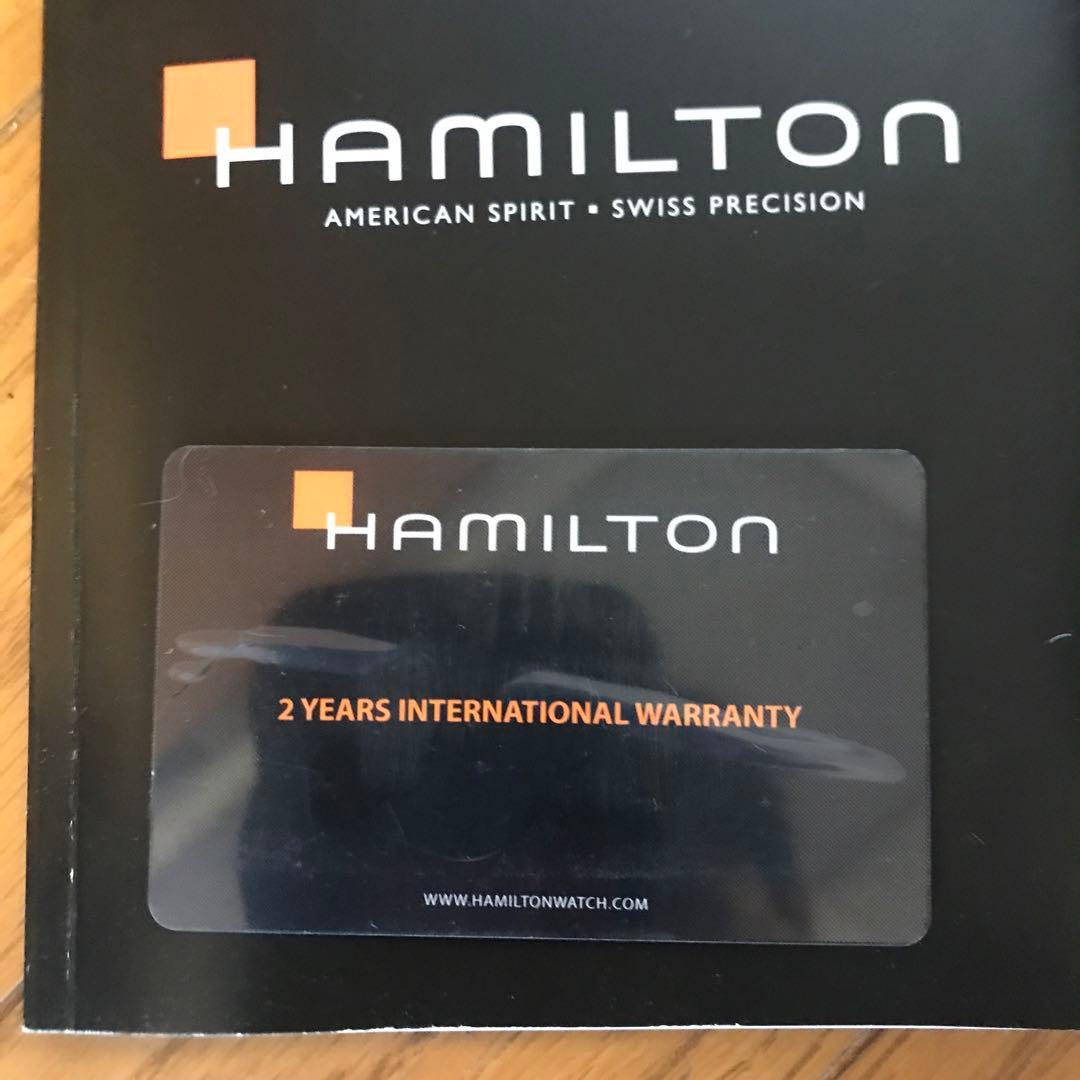 HAMILTON
AMERICAN SPIRIT ▪ SWISS PRECISION
HAMILTON
2 YEARS INTERNATIONAL WARRANTY
WWW.HAMILTONWATCH.COM